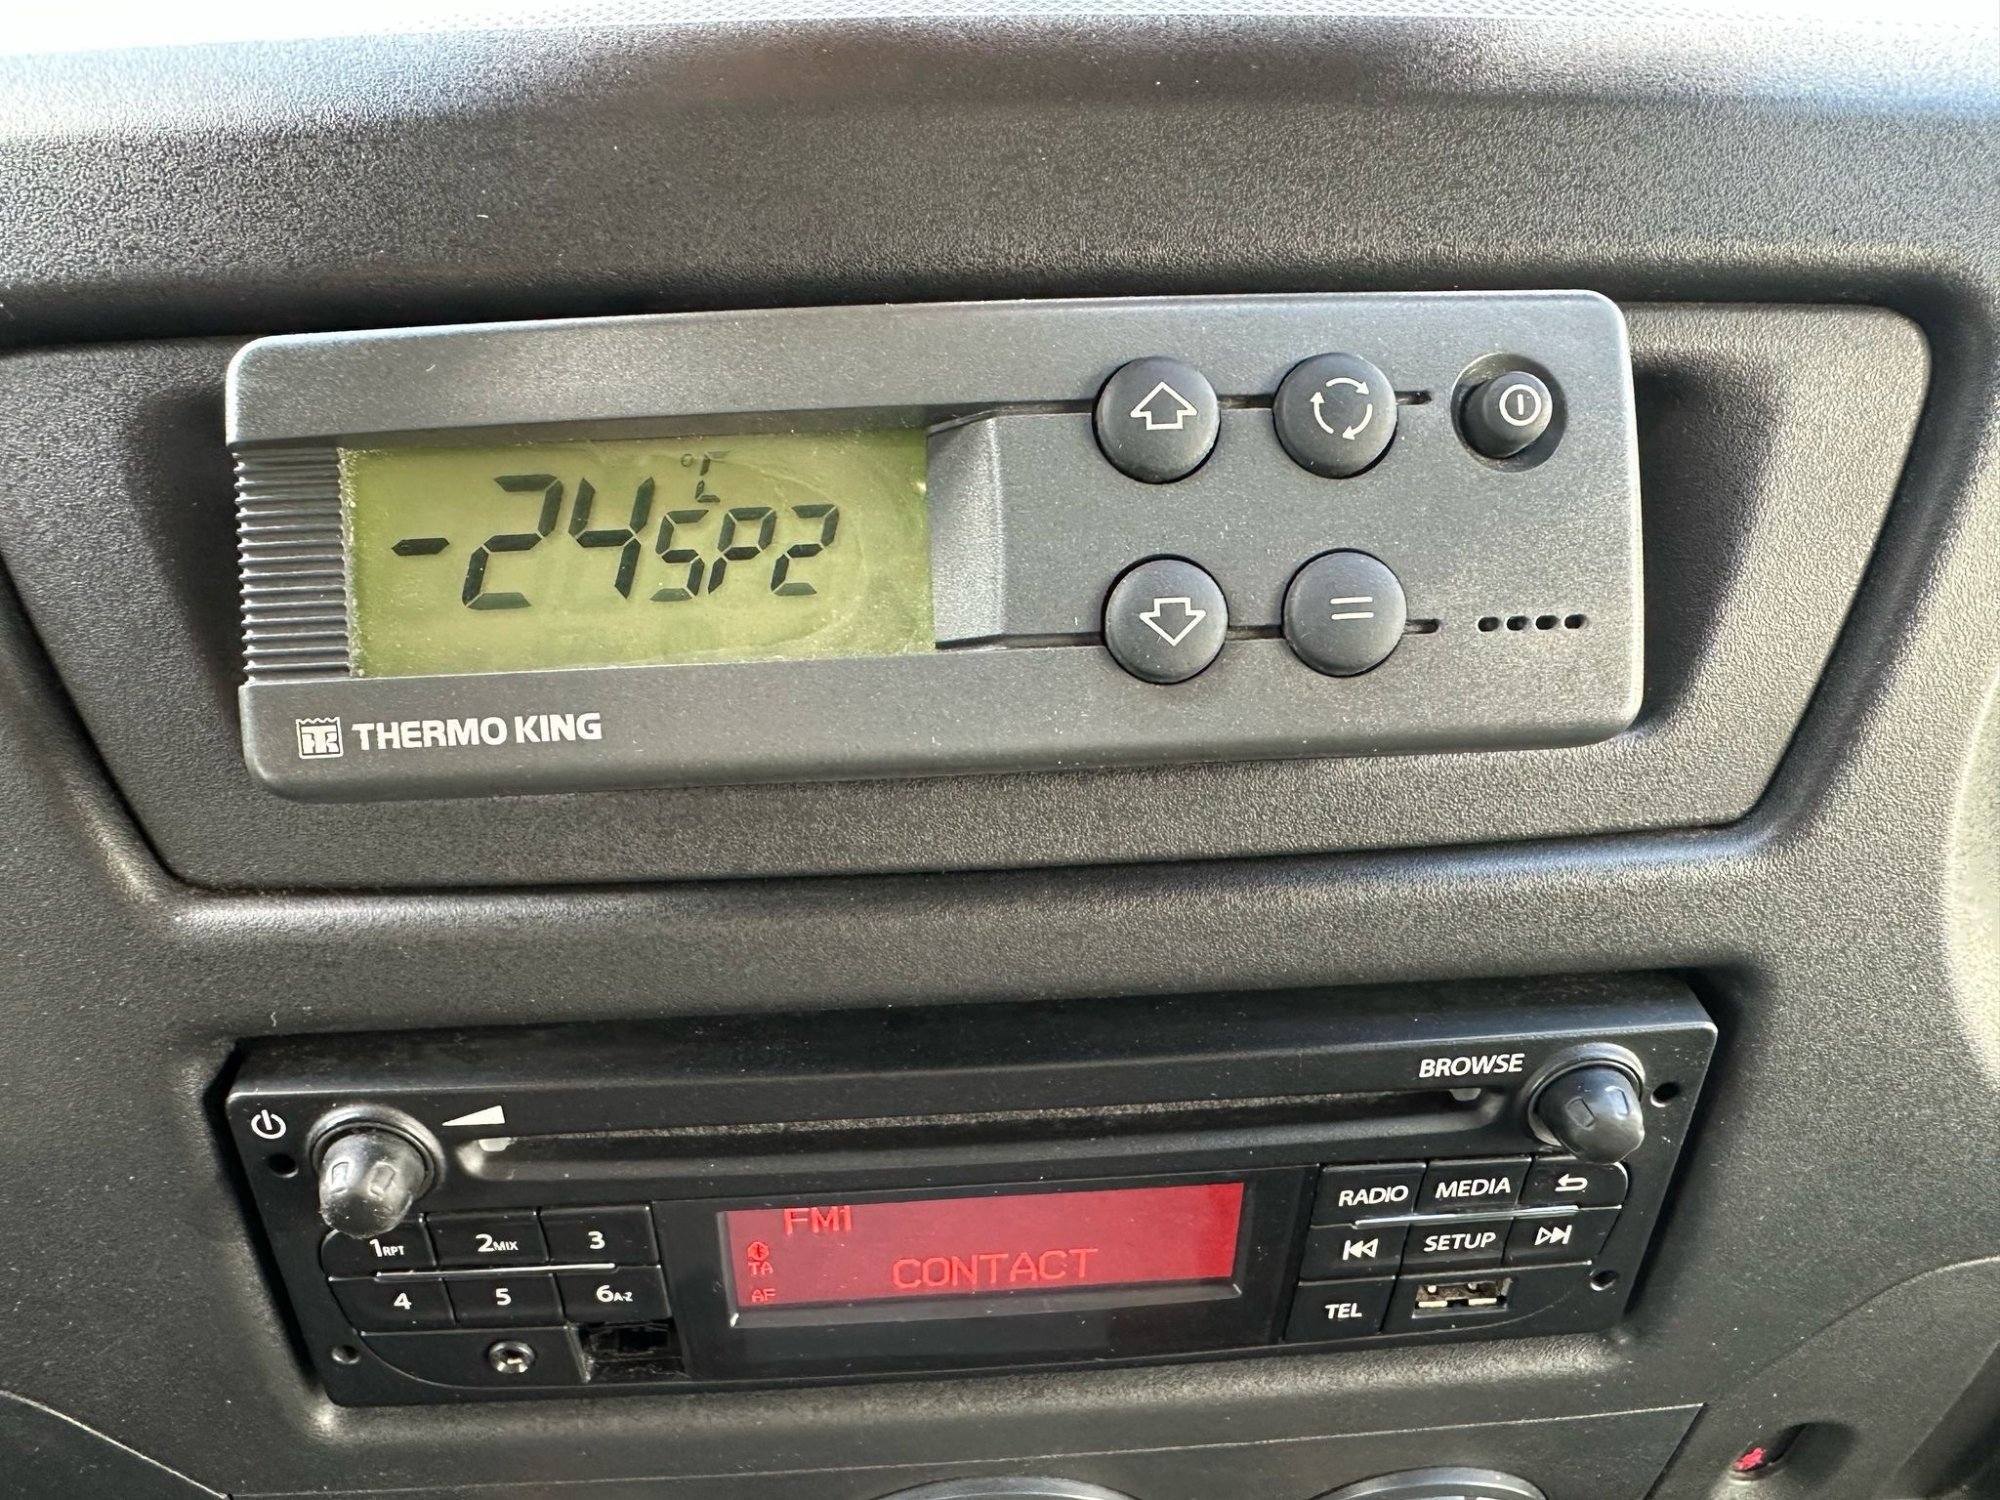 °C
-24SP2
THERMO KING
BROWSE
RADIO MEDIA
1RPT 2MIX 3
FM1
SETUP
TA
CONTACT
4 5 6A-Z
AF
TEL